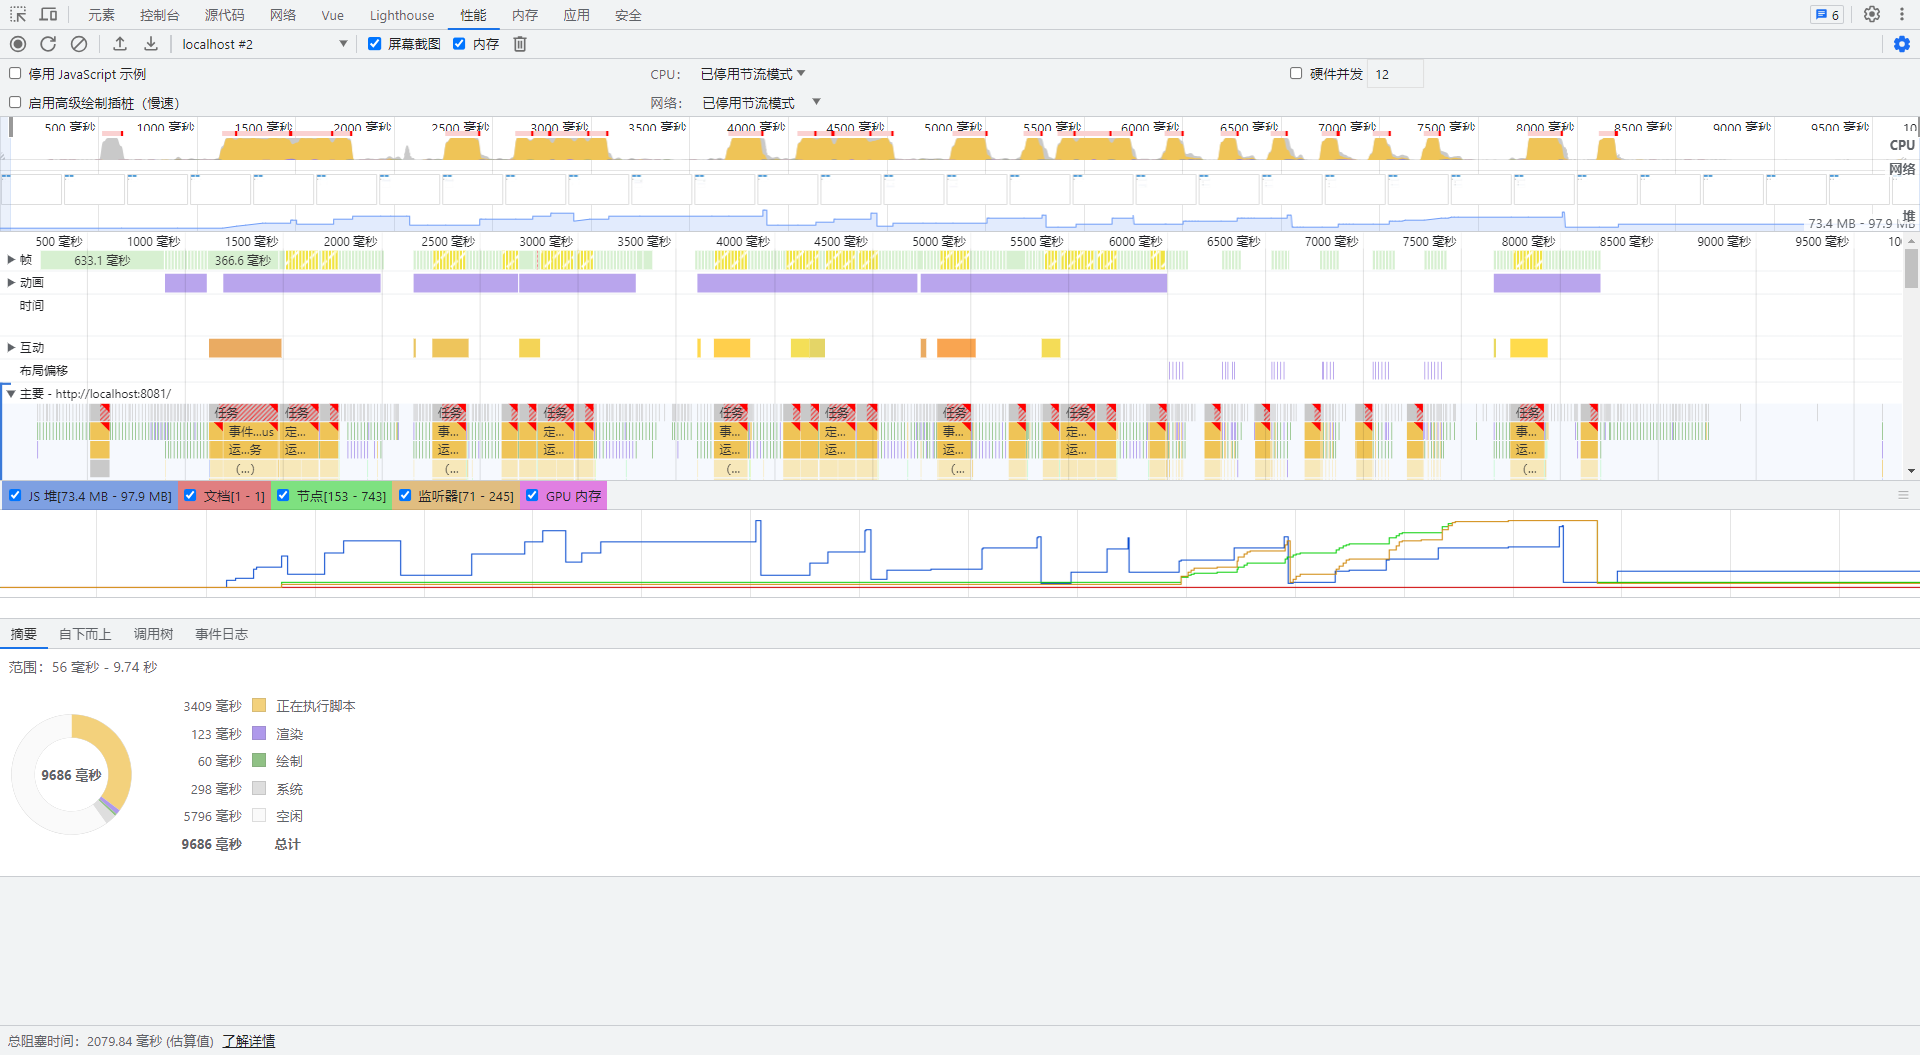 元素 控制台 源代码 网络 Vue Lighthouse 性能 内存 应用 安全 6
localhost #2 屏幕截图 内存
停用 JavaScript 示例 CPU： 已停用节流模式 硬件并发 12
启用高级绘制插桩（慢速） 网络： 已停用节流模式
500 毫秒 1000 毫秒 1500 毫秒 2000 毫秒 2500 毫秒 3000 毫秒 3500 毫秒 4000 毫秒 4500 毫秒 5000 毫秒 5500 毫秒 6000 毫秒 6500 毫秒 7000 毫秒 7500 毫秒 8000 毫秒 8500 毫秒 9000 毫秒 9500 毫秒 10
CPU
网络
堆
73.4 MB - 97.9 MB
500 毫秒 1000 毫秒 1500 毫秒 2000 毫秒 2500 毫秒 3000 毫秒 3500 毫秒 4000 毫秒 4500 毫秒 5000 毫秒 5500 毫秒 6000 毫秒 6500 毫秒 7000 毫秒 7500 毫秒 8000 毫秒 8500 毫秒 9000 毫秒 9500 毫秒 10
帧 633.1 毫秒 366.6 毫秒
动画
时间
互动
布局偏移
主要 - http://localhost:8081/
任务 任务 任务 任务 任务 任务 任务 任务 任务
事件...us 定... 事... 定... 事... 定... 事... 定... 事...
运...务 运... 运... 运... 运... 运... 运... 运... 运...
(...) (... (... (... (...
JS 堆[73.4 MB - 97.9 MB] 文档[1 - 1] 节点[153 - 743] 监听器[71 - 245] GPU 内存
摘要 自下而上 调用树 事件日志
范围：56 毫秒 - 9.74 秒
3409 毫秒 正在执行脚本
123 毫秒 渲染
60 毫秒 绘制
298 毫秒 系统
5796 毫秒 空闲
9686 毫秒 总计
9686 毫秒
总阻塞时间：2079.84 毫秒 (估算值) 了解详情